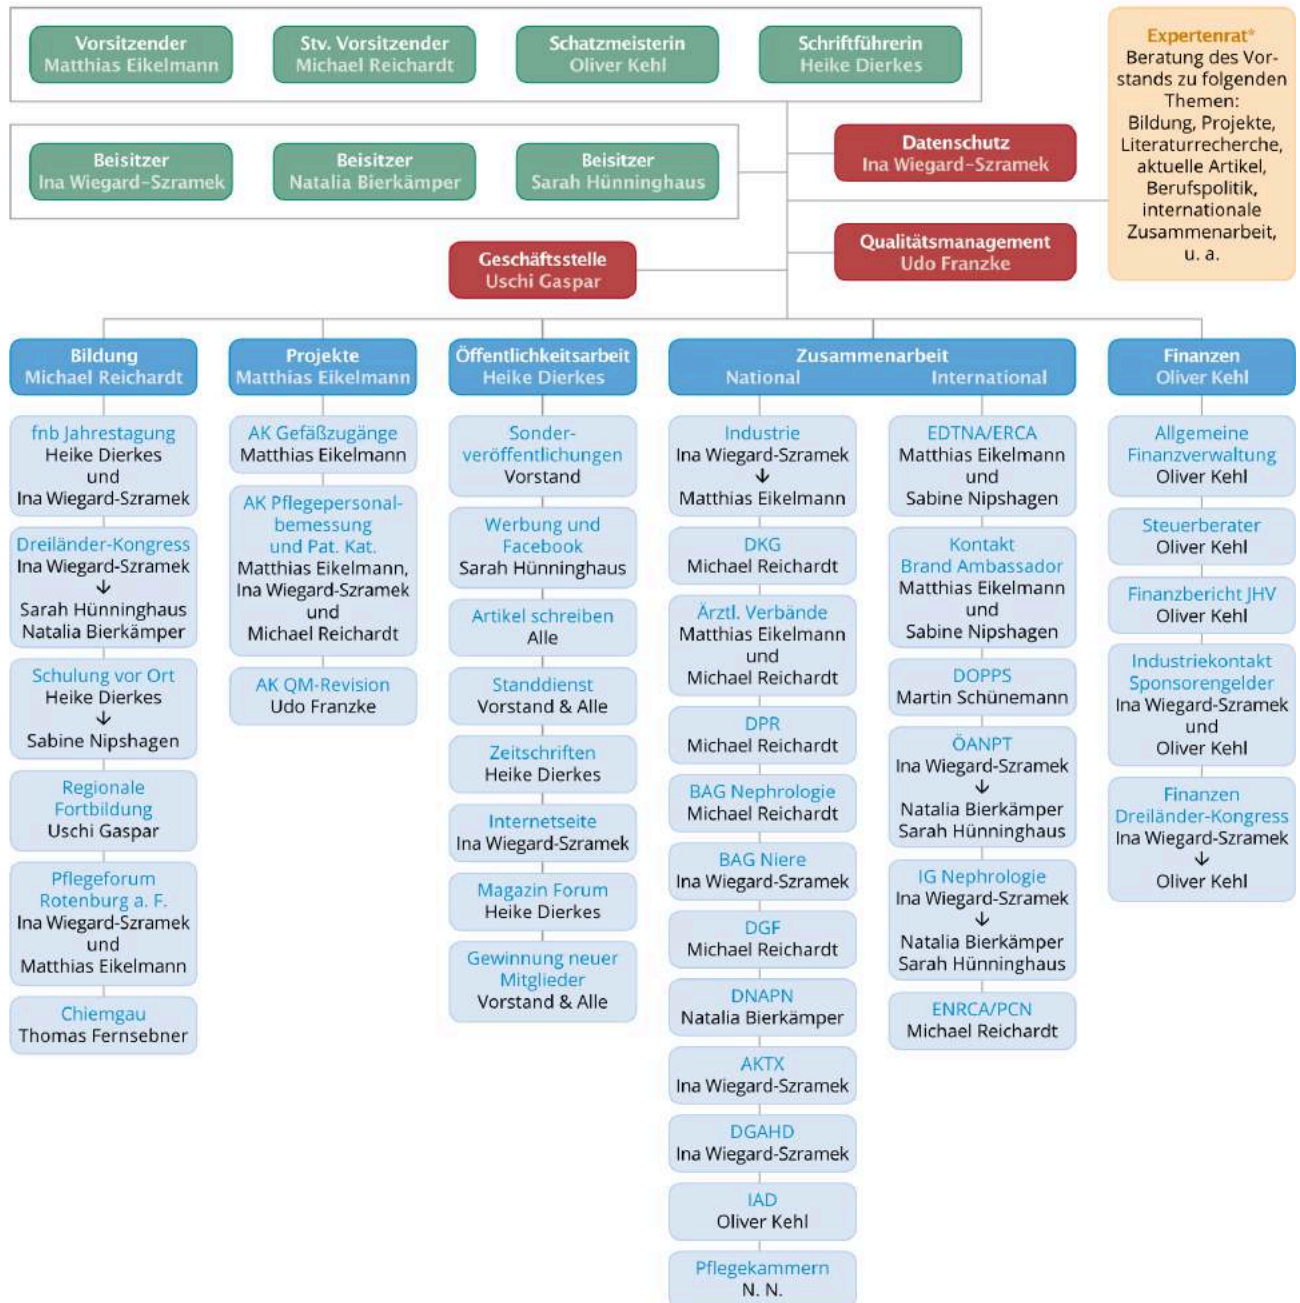 Vorsitzender
Matthias Eikelmann
Stv. Vorsitzender
Michael Reichardt
Schatzmeisterin
Oliver Kehl
Schriftführerin
Heike Dierkes
Expertenrat*
Beratung des Vor-
stands zu folgenden
Themen:
Bildung, Projekte,
Literaturrecherche,
aktuelle Artikel,
Berufspolitik,
internationale
Zusammenarbeit,
u. a.
Beisitzer
Ina Wiegard-Szramek
Beisitzer
Natalia Bierkämper
Beisitzer
Sarah Hünninghaus
Datenschutz
Ina Wiegard-Szramek
Geschäftsstelle
Uschi Gaspar
Qualitätsmanagement
Udo Franzke
Bildung
Michael Reichardt
fnb Jahrestagung
Heike Dierkes
und
Ina Wiegard-Szramek
Dreiländer-Kongress
Ina Wiegard-Szramek
↓
Sarah Hünninghaus
Natalia Bierkämper
Schulung vor Ort
Heike Dierkes
↓
Sabine Nipshagen
Regionale
Fortbildung
Uschi Gaspar
Pflegeforum
Rotenburg a. F.
Ina Wiegard-Szramek
und
Matthias Eikelmann
Chiemgau
Thomas Fernsebner
Projekte
Matthias Eikelmann
AK Gefäßzugänge
Matthias Eikelmann
AK Pflegepersonal-
bemessung
und Pat. Kat.
Matthias Eikelmann,
Ina Wiegard-Szramek
und
Michael Reichardt
AK QM-Revision
Udo Franzke
Öffentlichkeitsarbeit
Heike Dierkes
Sonder-
veröffentlichungen
Vorstand
Werbung und
Facebook
Sarah Hünninghaus
Artikel schreiben
Alle
Standdienst
Vorstand & Alle
Zeitschriften
Heike Dierkes
Internetseite
Ina Wiegard-Szramek
Magazin Forum
Heike Dierkes
Gewinnung neuer
Mitglieder
Vorstand & Alle
Zusammenarbeit
National
International
Industrie
Ina Wiegard-Szramek
↓
Matthias Eikelmann
DKG
Michael Reichardt
Ärztl. Verbände
Matthias Eikelmann
und
Michael Reichardt
DPR
Michael Reichardt
BAG Nephrologie
Michael Reichardt
BAG Niere
Ina Wiegard-Szramek
DGF
Michael Reichardt
DNAPN
Natalia Bierkämper
AKTX
Ina Wiegard-Szramek
DGAHD
Ina Wiegard-Szramek
IAD
Oliver Kehl
Pflegekammern
N. N.
EDTNA/ERCA
Matthias Eikelmann
und
Sabine Nipshagen
Kontakt
Brand Ambassador
Matthias Eikelmann
und
Sabine Nipshagen
DOPPS
Martin Schünemann
ÖANPT
Ina Wiegard-Szramek
↓
Natalia Bierkämper
Sarah Hünninghaus
IG Nephrologie
Ina Wiegard-Szramek
↓
Natalia Bierkämper
Sarah Hünninghaus
ENRCA/PCN
Michael Reichardt
Finanzen
Oliver Kehl
Allgemeine
Finanzverwaltung
Oliver Kehl
Steuerberater
Oliver Kehl
Finanzbericht JHV
Oliver Kehl
Industriekontakt
Sponsorengelder
Ina Wiegard-Szramek
und
Oliver Kehl
Finanzen
Dreiländer-Kongress
Ina Wiegard-Szramek
↓
Oliver Kehl